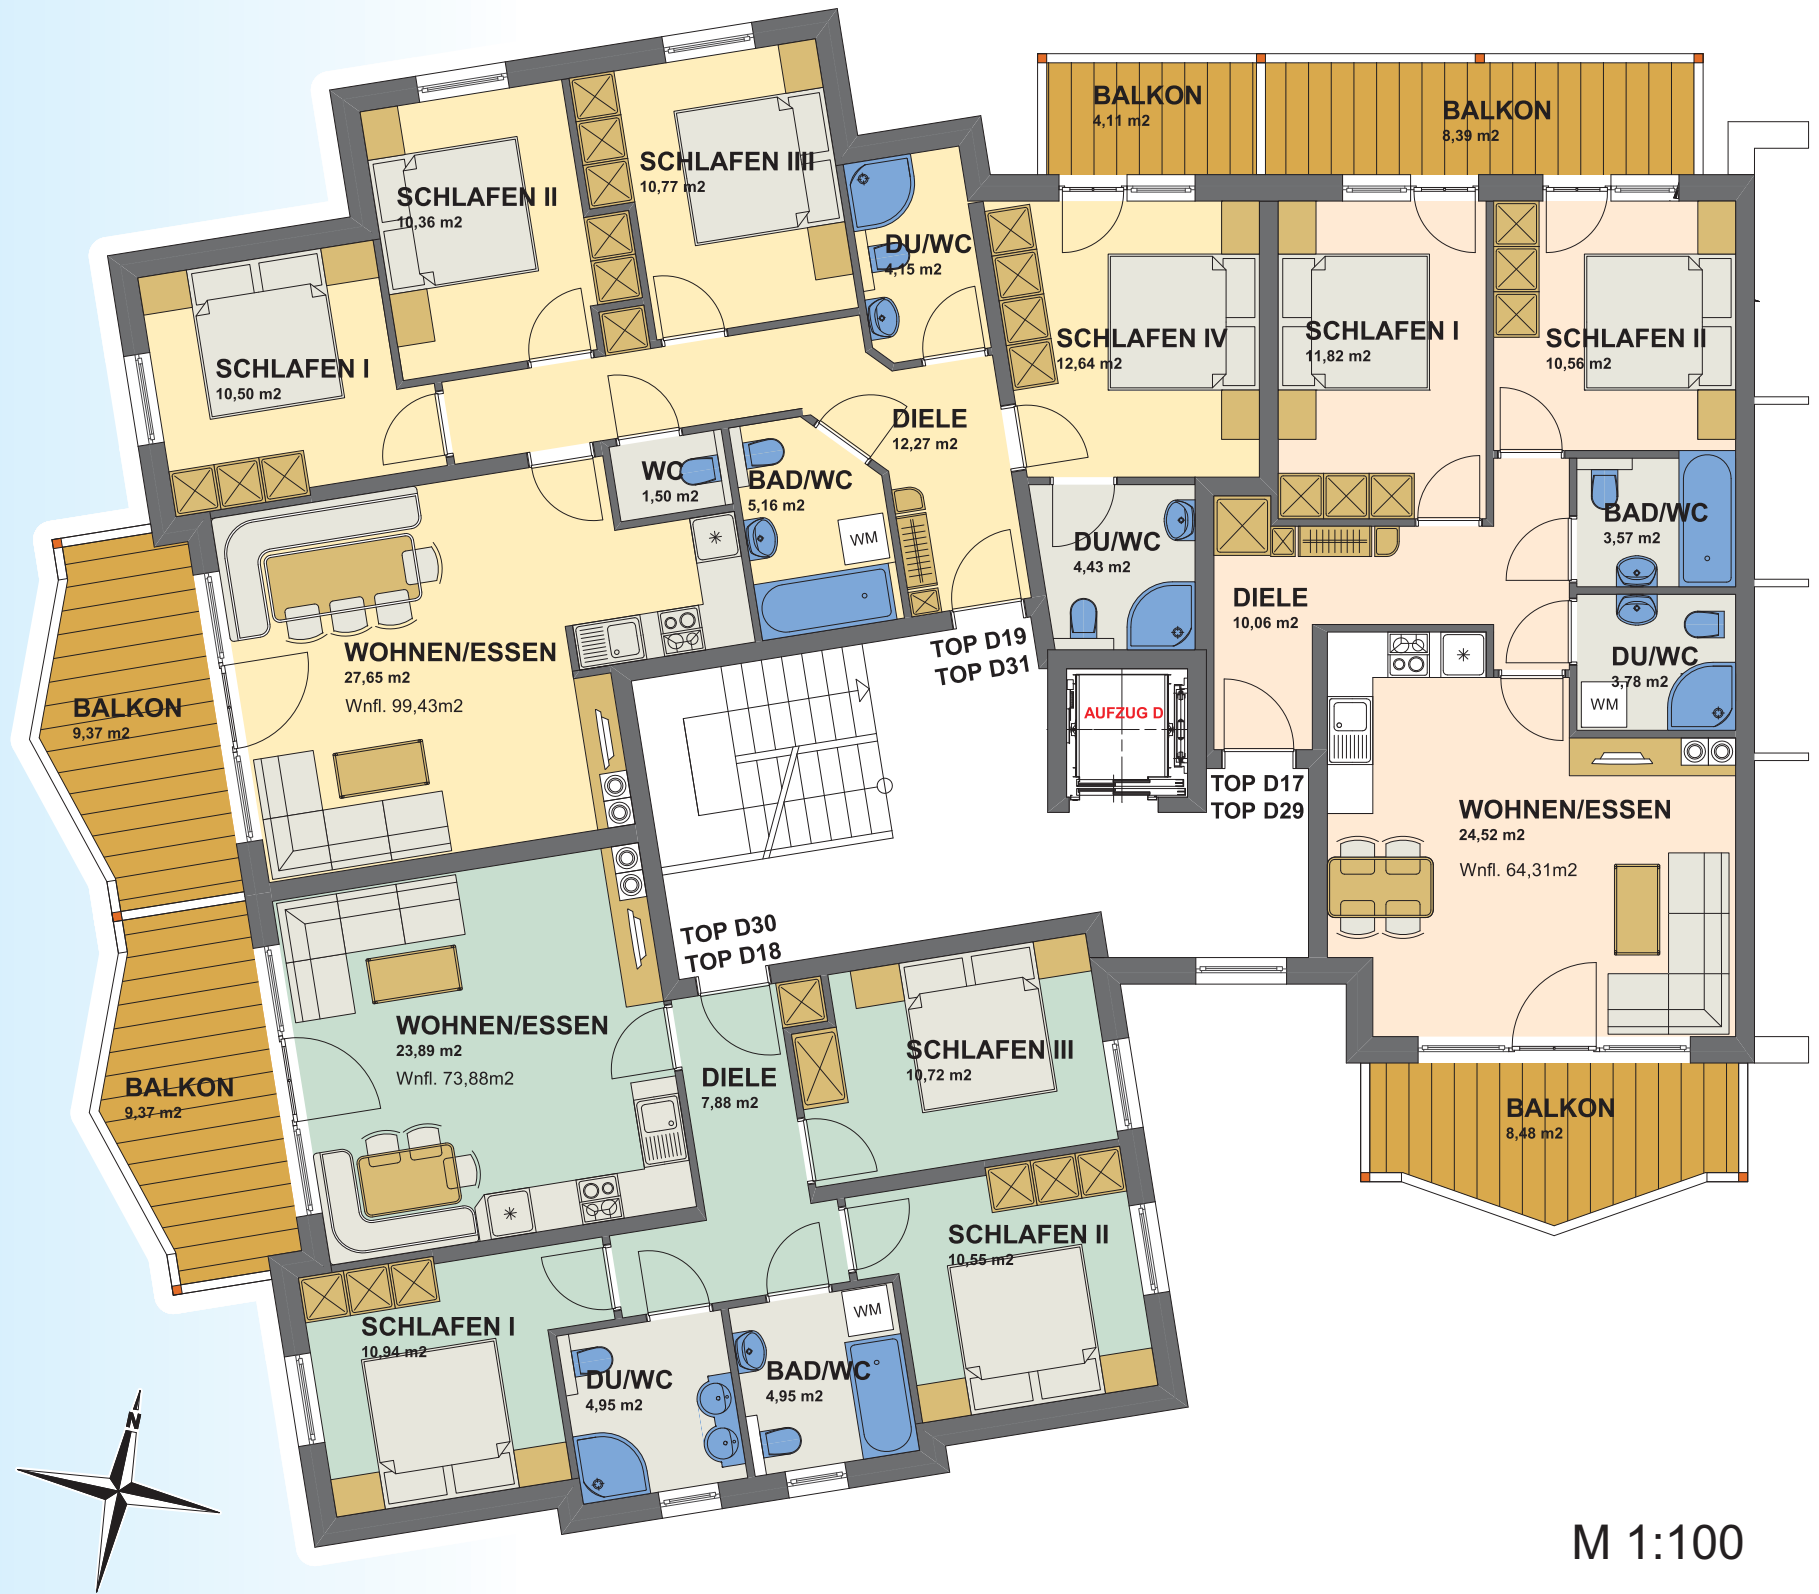 BALKON
4,11 m2
BALKON
8,39 m2
SCHLAFEN IIII
10,77 m2
SCHLAFEN II
10,36 m2
DU/WC
4,15 m2
SCHLAFEN I
10,50 m2
SCHLAFEN IV
12,64 m2
SCHLAFEN I
11,82 m2
SCHLAFEN II
10,56 m2
DIELE
12,27 m2
WC
1,50 m2
BAD/WC
5,16 m2
WM
DU/WC
4,43 m2
BAD/WC
3,57 m2
DIELE
10,06 m2
DU/WC
3,78 m2
WM
TOP D19
TOP D31
WOHNEN/ESSEN
27,65 m2
Wnfl. 99,43m2
BALKON
9,37 m2
AUFZUG D
TOP D17
TOP D29
WOHNEN/ESSEN
24,52 m2
Wnfl. 64,31m2
TOP D30
TOP D18
WOHNEN/ESSEN
23,89 m2
Wnfl. 73,88m2
DIELE
7,88 m2
SCHLAFEN III
10,72 m2
BALKON
9,37 m2
BALKON
8,48 m2
SCHLAFEN II
10,55 m2
SCHLAFEN I
10,94 m2
WM
DU/WC
4,95 m2
BAD/WC
4,95 m2
N
M 1:100